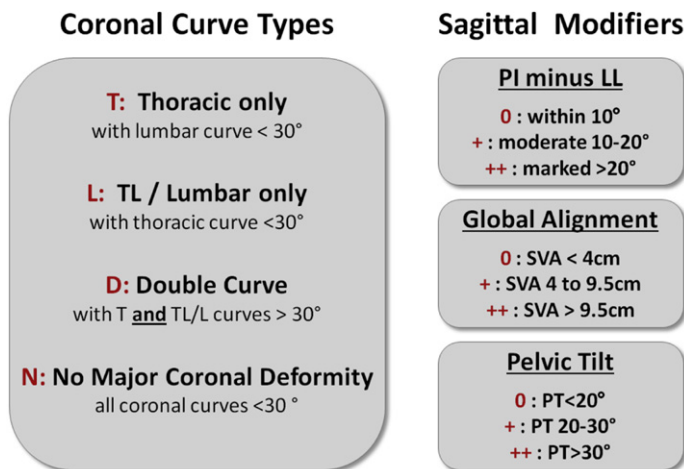 Coronal Curve Types
T: Thoracic only
with lumbar curve < 30°
L: TL / Lumbar only
with thoracic curve <30°
D: Double Curve
with T and TL/L curves > 30°
N: No Major Coronal Deformity
all coronal curves <30 °
Sagittal Modifiers
PI minus LL
0 : within 10°
+ : moderate 10-20°
++ : marked >20°
Global Alignment
0 : SVA < 4cm
+ : SVA 4 to 9.5cm
++ : SVA > 9.5cm
Pelvic Tilt
0 : PT<20°
+ : PT 20-30°
++ : PT>30°